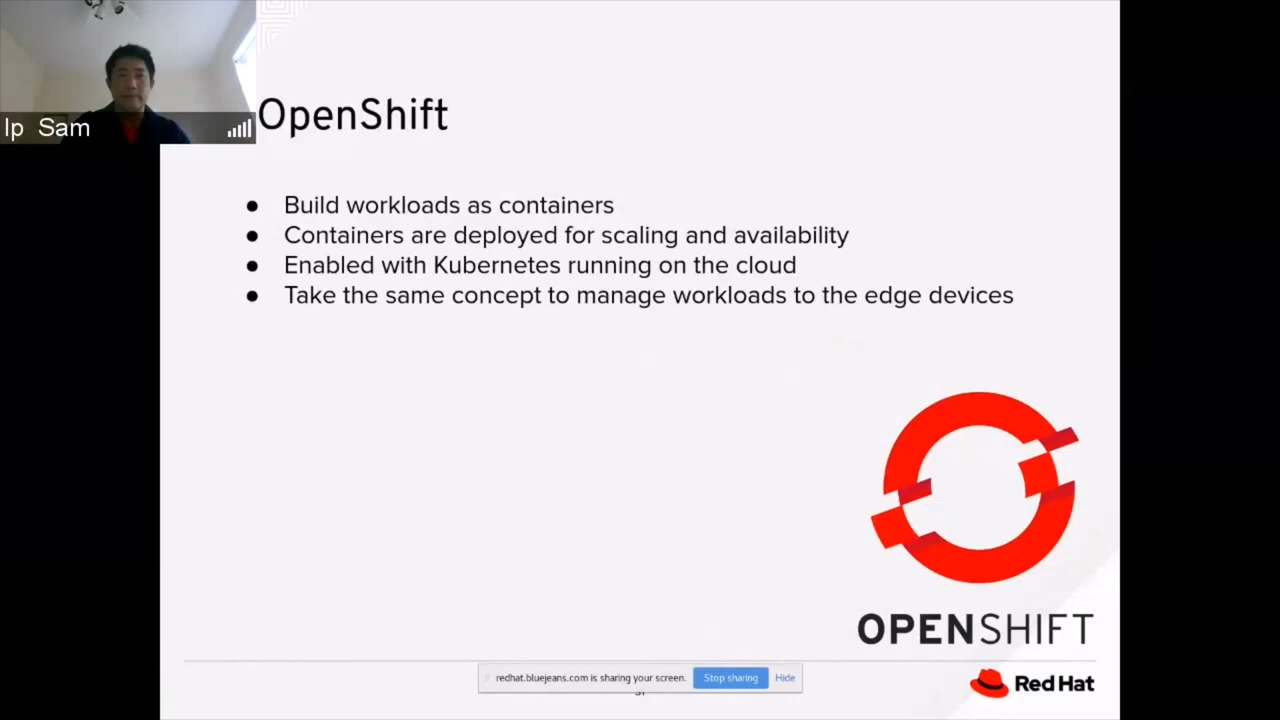 Ip Sam
OpenShift
● Build workloads as containers
● Containers are deployed for scaling and availability
● Enabled with Kubernetes running on the cloud
● Take the same concept to manage workloads to the edge devices
OPENSHIFT
redhat.bluejeans.com is sharing your screen. Stop sharing Hide
Red Hat